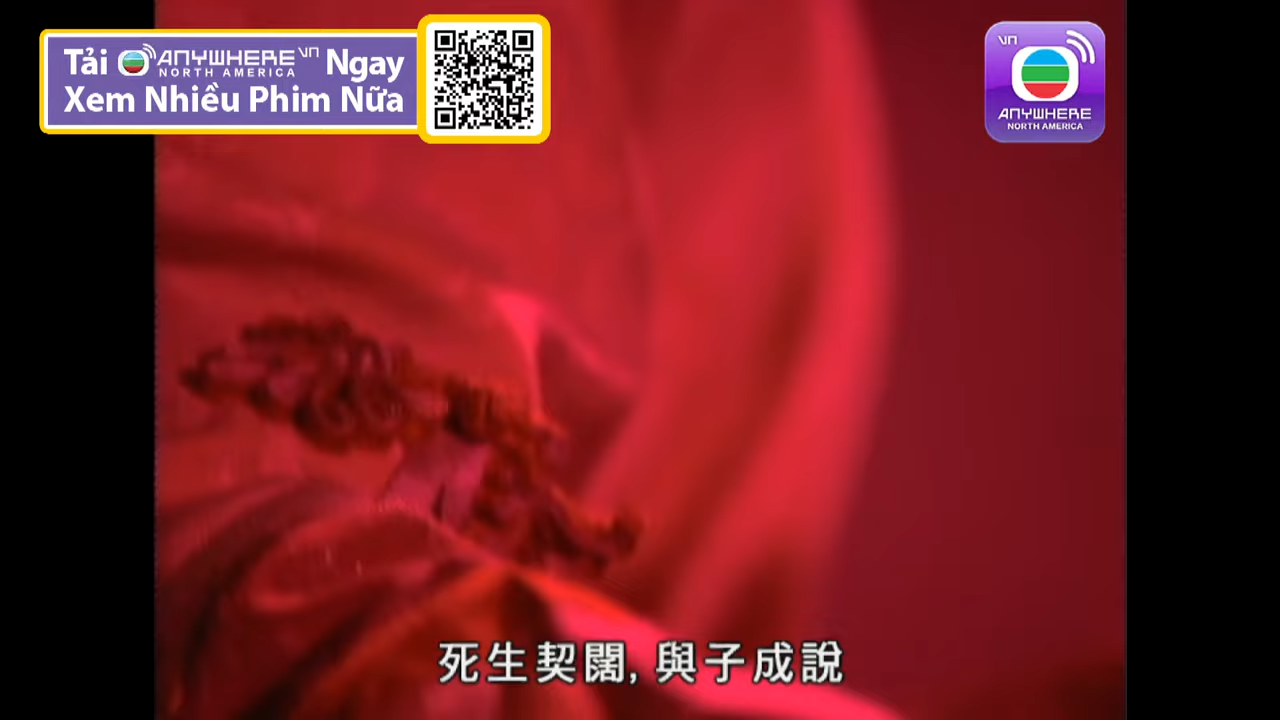 Tải ANYWHERE VN Ngay
NORTH AMERICA
Xem Nhiều Phim Nữa
VN
ANYWHERE
NORTH AMERICA
死生契闊, 與子成說